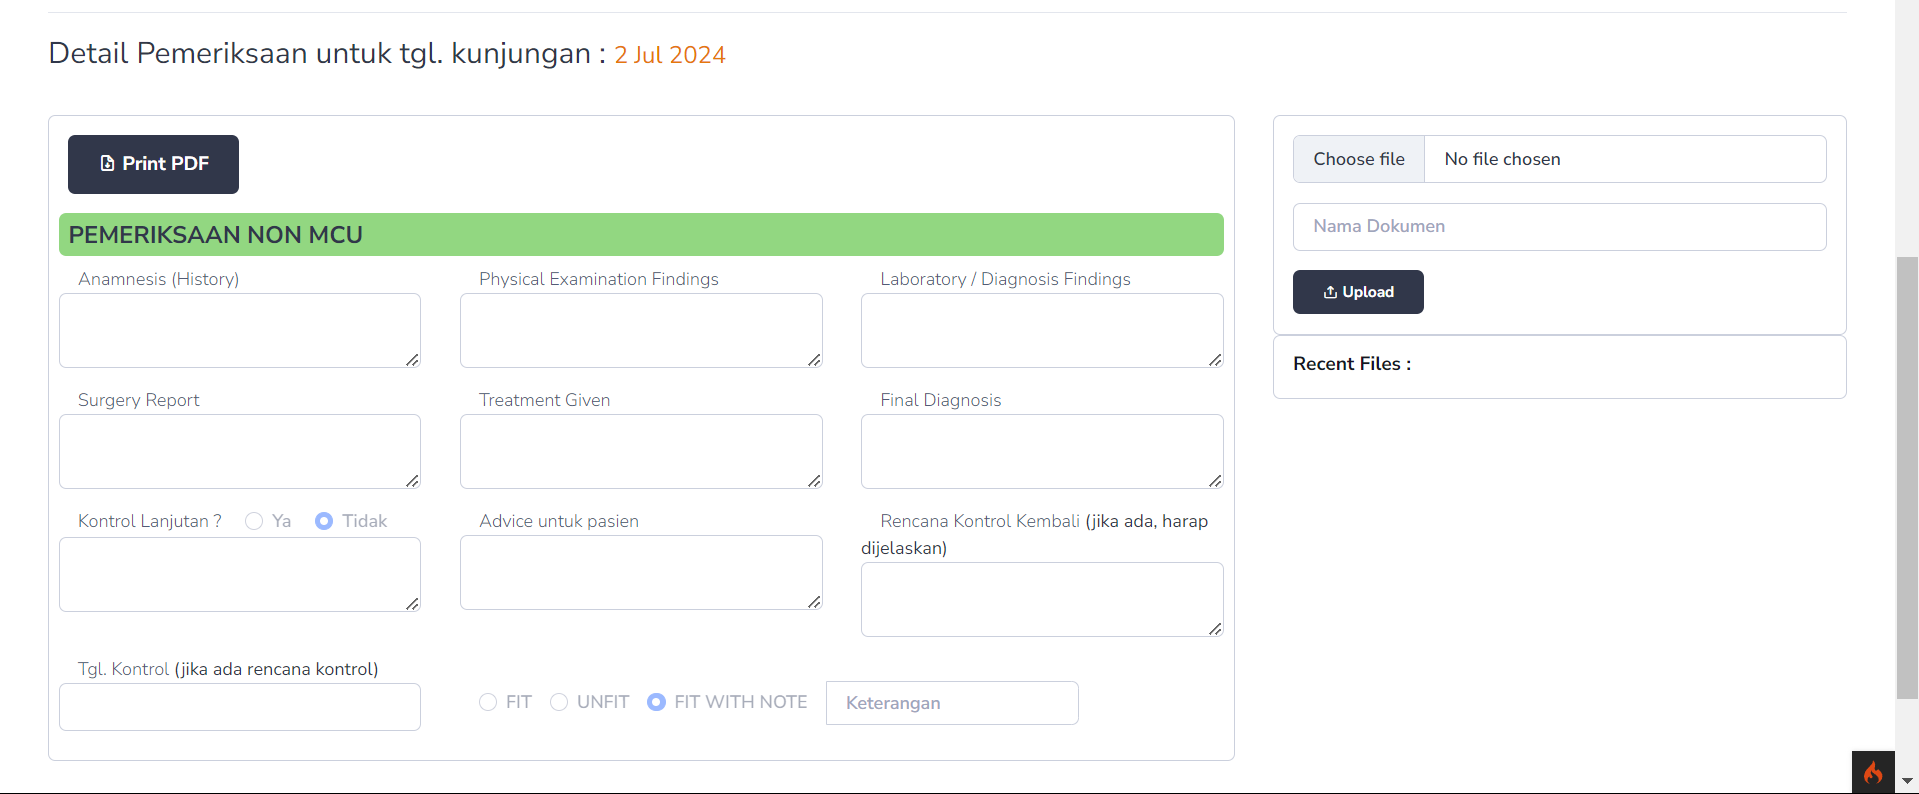 Detail Pemeriksaan untuk tgl. kunjungan : 2 Jul 2024
Print PDF
PEMERIKSAAN NON MCU
Anamnesis (History)
Physical Examination Findings
Laboratory / Diagnosis Findings
Surgery Report
Treatment Given
Final Diagnosis
Kontrol Lanjutan ? Ya Tidak
Advice untuk pasien
Rencana Kontrol Kembali (jika ada, harap
dijelaskan)
Tgl. Kontrol (jika ada rencana kontrol)
FIT UNFIT FIT WITH NOTE Keterangan
Choose file No file chosen
Nama Dokumen
Upload
Recent Files :